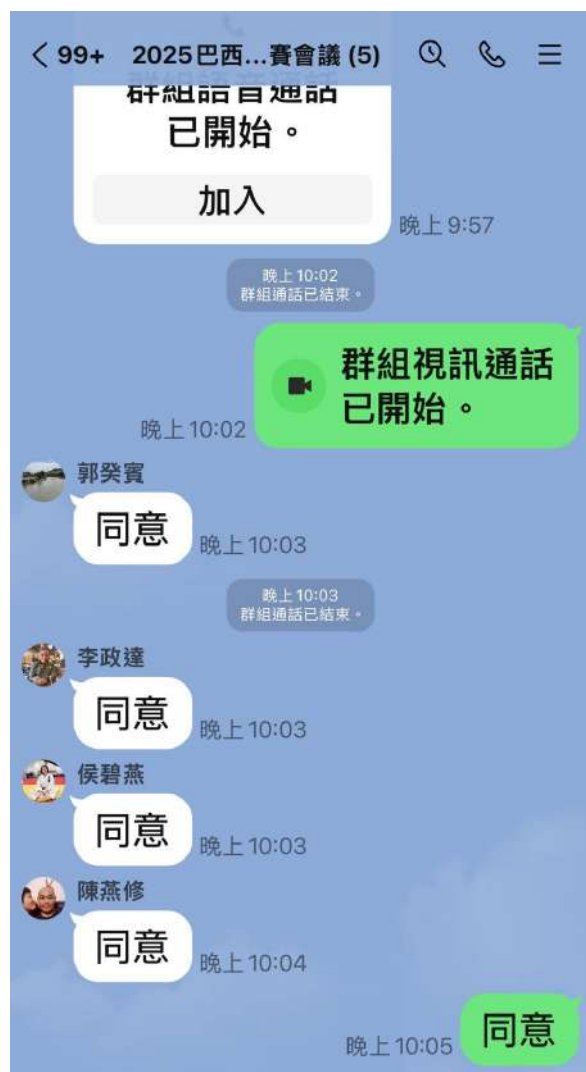 99+ 2025巴西...賽會議 (5)
群組語音通話
已開始。
加入
晚上 9:57
晚上 10:02
群組通話已結束。
群組視訊通話
已開始。
晚上 10:02
郭癸賓
同意
晚上 10:03
晚上 10:03
群組通話已結束。
李政達
同意
晚上 10:03
侯碧燕
同意
晚上 10:03
陳燕修
同意
晚上 10:04
同意
晚上 10:05